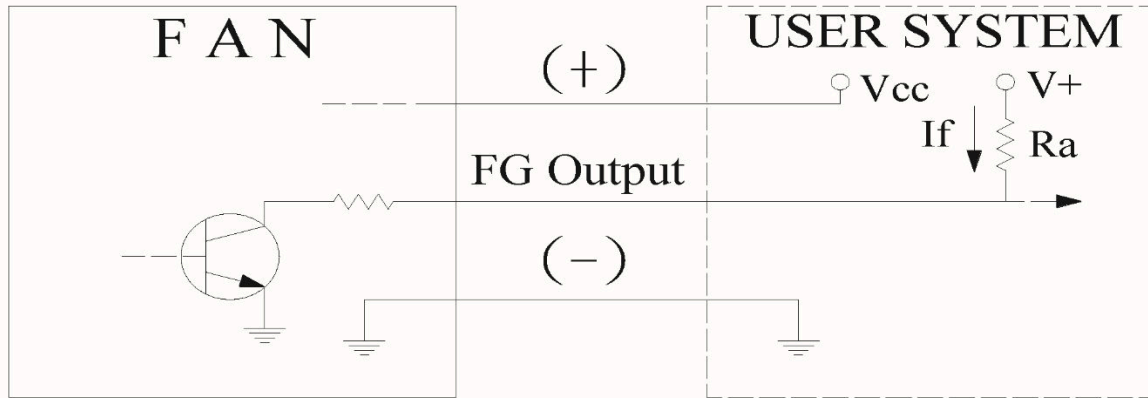 F A N
USER SYSTEM
(+)
Vcc
V+
If
Ra
FG Output
(−)